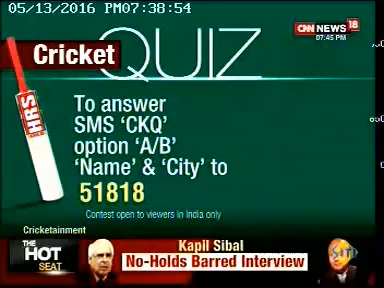 05/13/2016 PM07:38:54
CNN NEWS 18
07:45 PM
Cricket QUIZ
HRS
To answer
SMS ‘CKQ’
option ‘A/B’
‘Name’ & ‘City’ to
51818
Contest open to viewers in India only
Cricketainment
THE
HOT
SEAT
Kapil Sibal
No-Holds Barred Interview
SITI